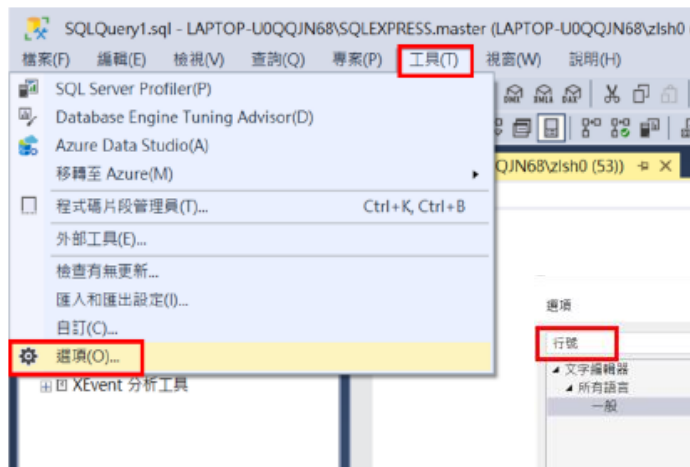 SQLQuery1.sql - LAPTOP-U0QQJN68\SQLEXPRESS.master (LAPTOP-U0QQJN68\zlsh0
檔案(F) 編輯(E) 檢視(V) 查詢(Q) 專案(P) 工具(T) 視窗(W) 說明(H)
SQL Server Profiler(P)
Database Engine Tuning Advisor(D)
Azure Data Studio(A)
移轉至 Azure(M)
程式碼片段管理員(T)... Ctrl+K, Ctrl+B
外部工具(E)...
檢查有無更新...
匯入和匯出設定(I)...
自訂(C)...
選項(O)...
XEvent 分析工具
DMX XMLA DAX
QJN68\zlsh0 (53))
選項
行號
文字編輯器
所有語言
一般